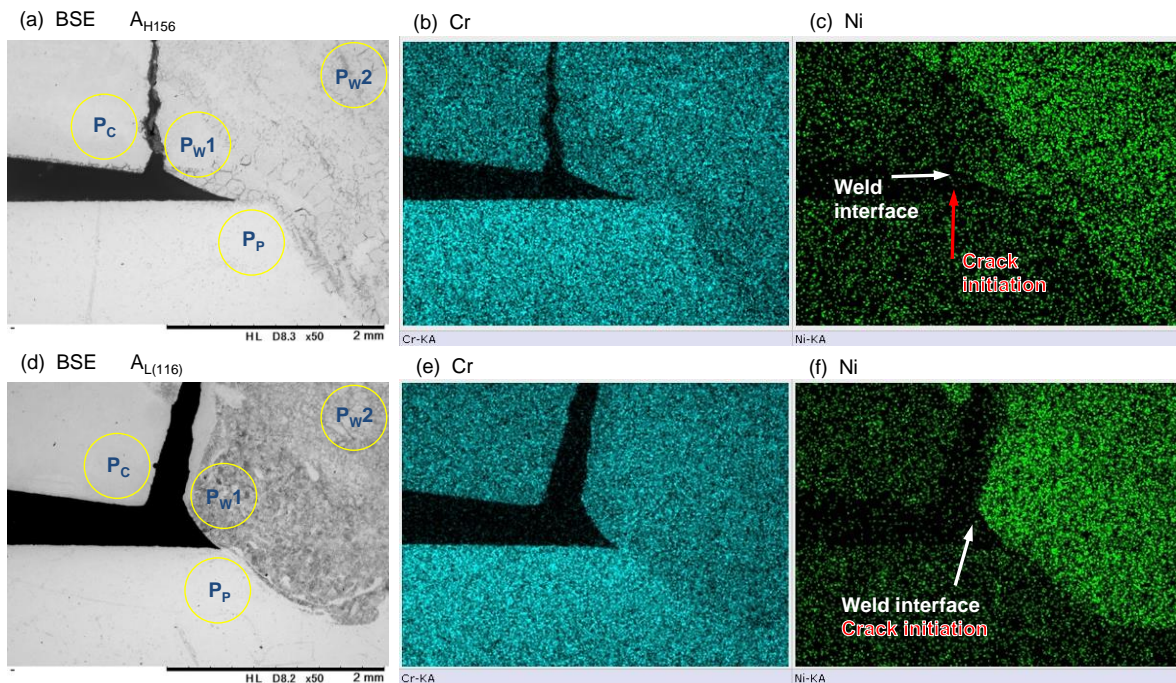 (a) BSE A_H156
(b) Cr
(c) Ni
P_W2
P_C
P_W1
P_P
Weld
interface
Crack
initiation
HL D8.3 x50 2 mm
Cr-KA
Ni-KA
(d) BSE A_L(116)
(e) Cr
(f) Ni
P_W2
P_C
P_W1
P_P
Weld interface
Crack initiation
HL D8.2 x50 2 mm
Cr-KA
Ni-KA